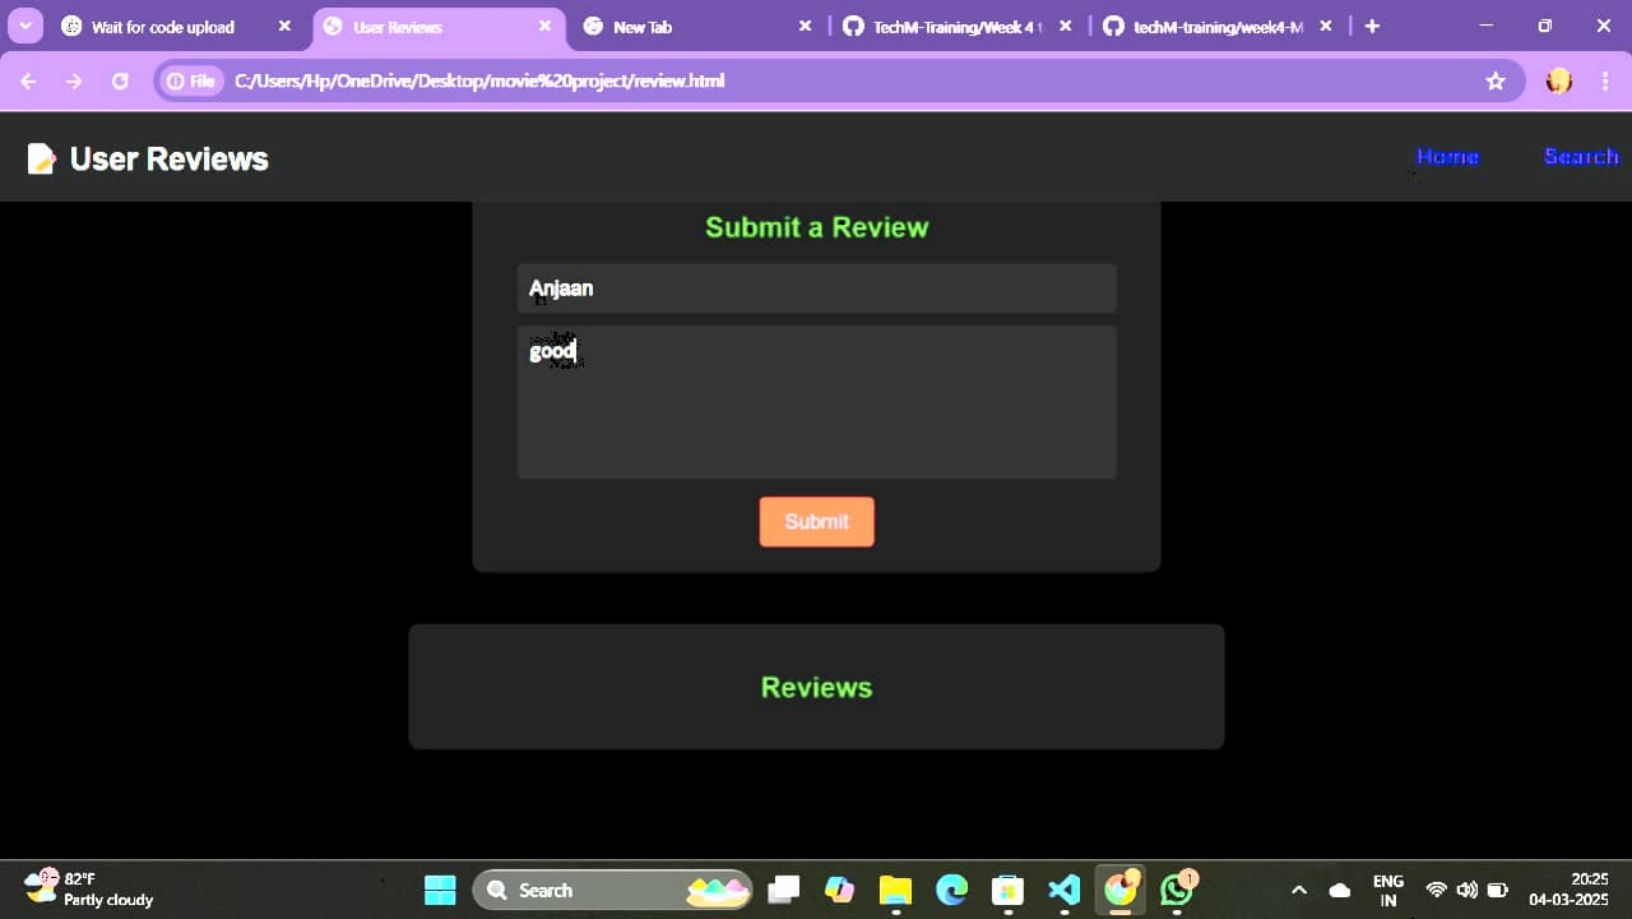 Wait for code upload
User Reviews
New Tab
TechM-Training/Week 4 t
techM-training/week4-M
File
C:/Users/Hp/OneDrive/Desktop/movie%20project/review.html
User Reviews
Home
Search
Submit a Review
Anjaan
good
Submit
Reviews
82°F
Partly cloudy
Search
1
ENG
IN
20:25
04-03-2025